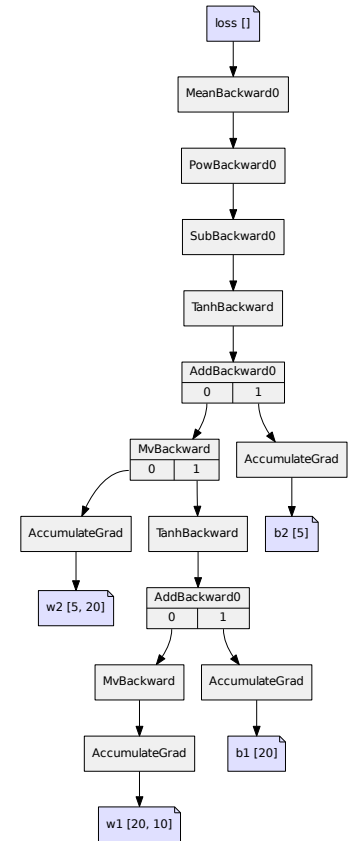 loss []
MeanBackward0
PowBackward0
SubBackward0
TanhBackward
AddBackward0
0 1
MvBackward
0 1
AccumulateGrad
AccumulateGrad
TanhBackward
b2 [5]
w2 [5, 20]
AddBackward0
0 1
MvBackward
AccumulateGrad
AccumulateGrad
b1 [20]
w1 [20, 10]